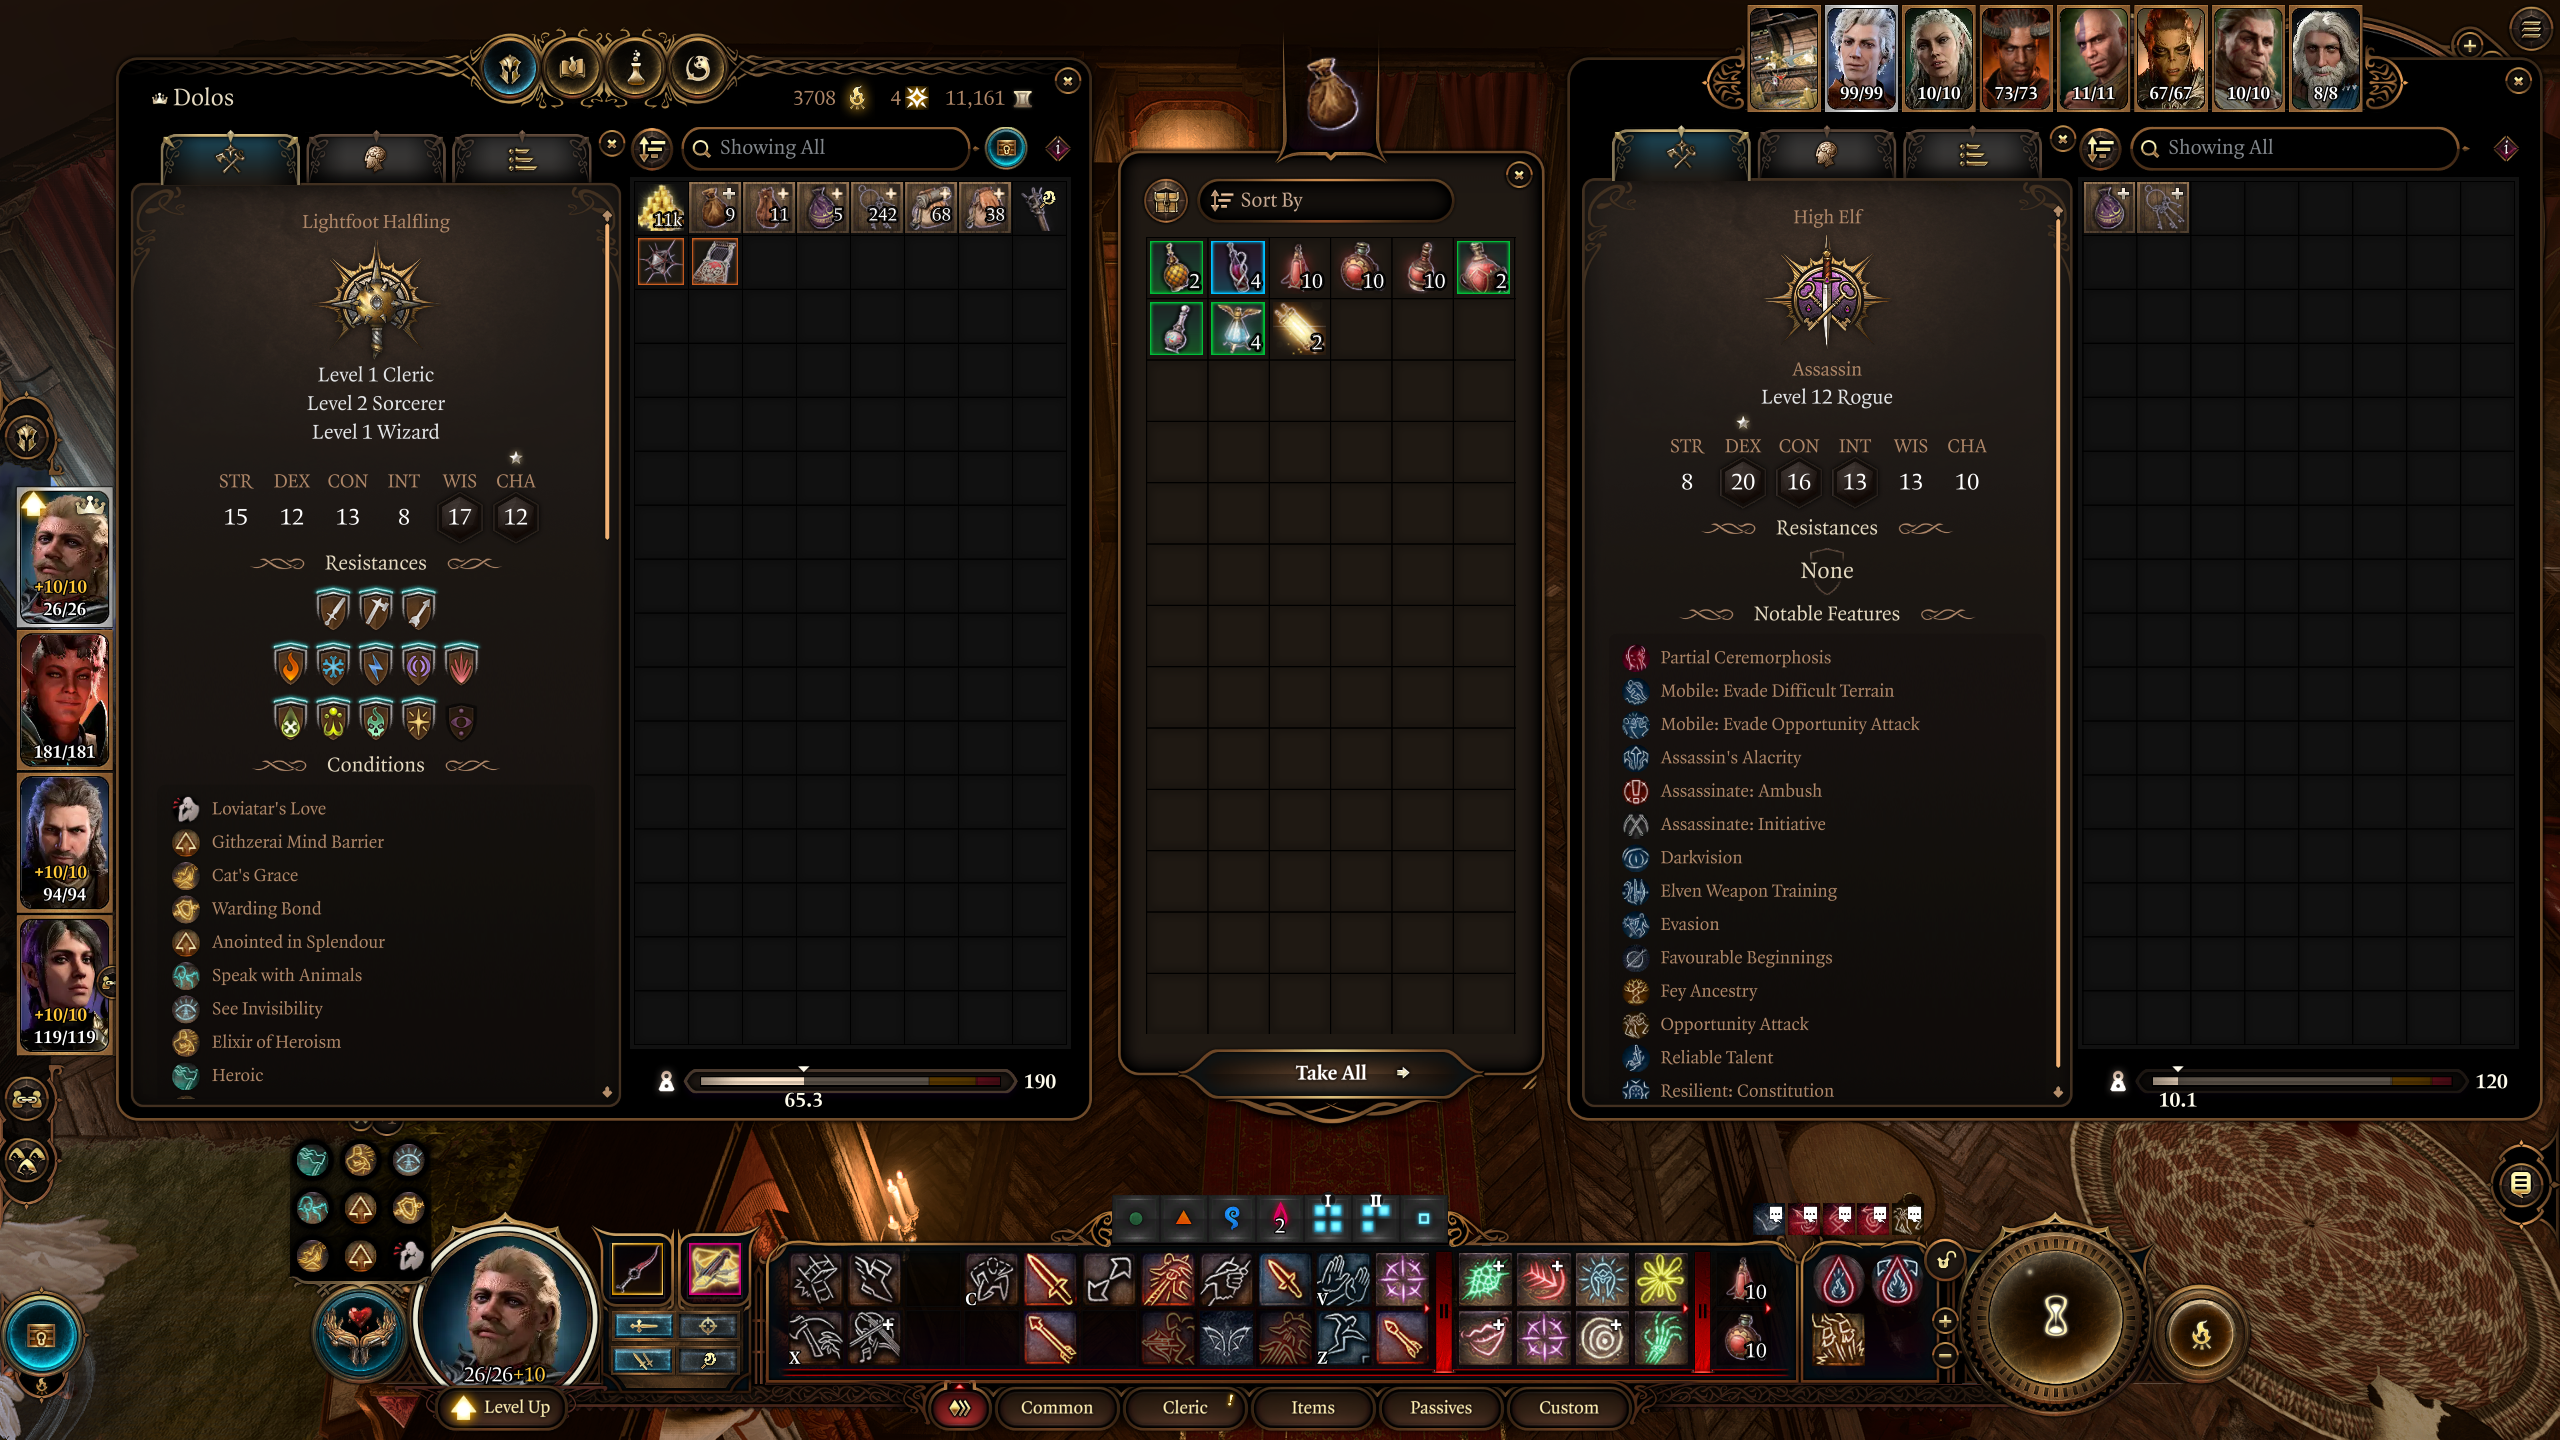 Dolos
3708
4
11,161
99/99
10/10
73/73
11/11
67/67
10/10
8/8
Showing All
i
Sort By
Showing All
i
Lightfoot Halfling
Level 1 Cleric
Level 2 Sorcerer
Level 1 Wizard
STR DEX CON INT WIS CHA
15 12 13 8 17 12
Resistances
Conditions
Loviatar's Love
Githzerai Mind Barrier
Cat's Grace
Warding Bond
Anointed in Splendour
Speak with Animals
See Invisibility
Elixir of Heroism
Heroic
11k 9 11 5 242 68 38
65.3
190
2 4 10 10 10 2
4 2
Take All
High Elf
Assassin
Level 12 Rogue
STR DEX CON INT WIS CHA
8 20 16 13 13 10
Resistances
None
Notable Features
Partial Ceremorphosis
Mobile: Evade Difficult Terrain
Mobile: Evade Opportunity Attack
Assassin's Alacrity
Assassinate: Ambush
Assassinate: Initiative
Darkvision
Elven Weapon Training
Evasion
Favourable Beginnings
Fey Ancestry
Opportunity Attack
Reliable Talent
Resilient: Constitution
10.1
120
+10/10
26/26
181/181
+10/10
94/94
+10/10
119/119
2 I II
C V 10
X Z 10
26/26+10
Level Up
Common
Cleric
Items
Passives
Custom